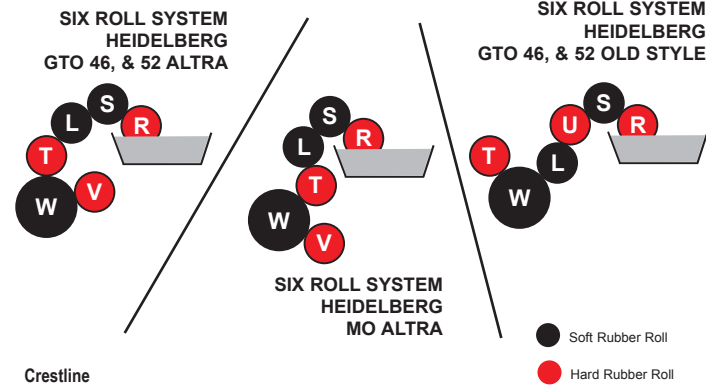 SIX ROLL SYSTEM
HEIDELBERG
GTO 46, & 52 ALTRA
S
L
R
T
V
W
S
R
L
T
W
V
SIX ROLL SYSTEM
HEIDELBERG
MO ALTRA
SIX ROLL SYSTEM
HEIDELBERG
GTO 46, & 52 OLD STYLE
S
U
R
T
L
W
Soft Rubber Roll
Hard Rubber Roll
Crestline